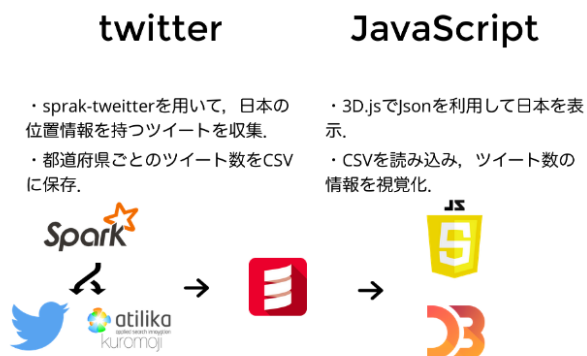 twitter
・sprak-tweitterを用いて，日本の
位置情報を持つツイートを収集.
・都道府県ごとのツイート数をCSV
に保存.
Spark
atilika
applied search innovation
kuromoji
JavaScript
・3D.jsでJsonを利用して日本を表
示.
・CSVを読み込み，ツイート数の
情報を視覚化.
JS
5
D3